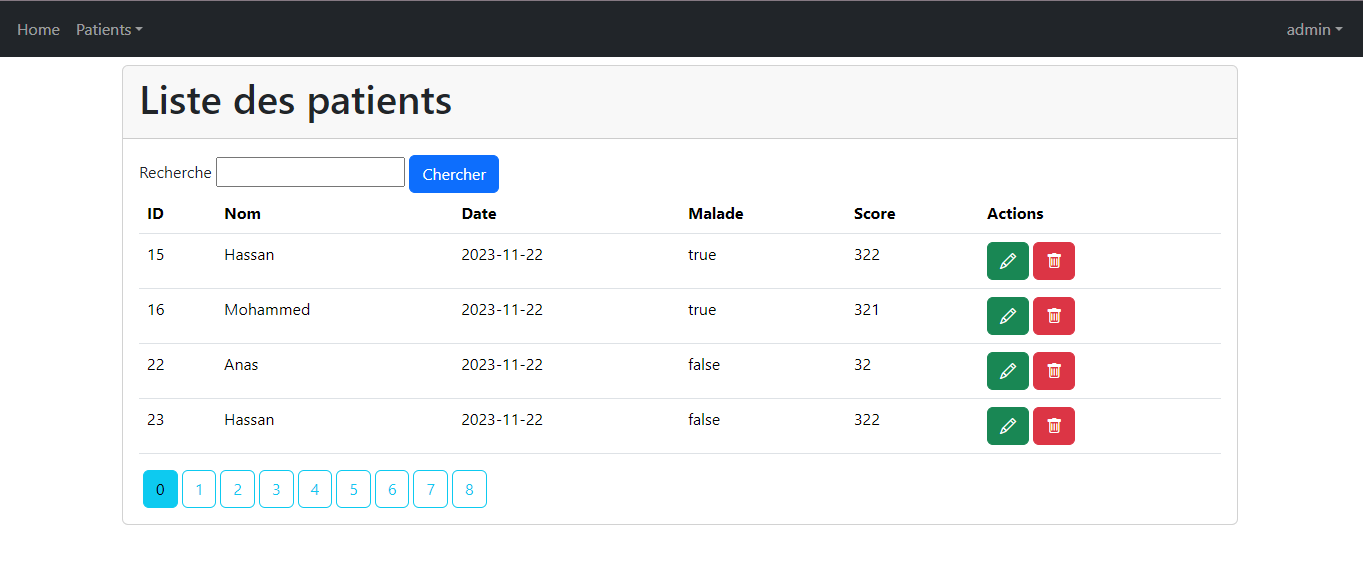 Home Patients admin
Liste des patients
Recherche Chercher
ID Nom Date Malade Score Actions
15 Hassan 2023-11-22 true 322
16 Mohammed 2023-11-22 true 321
22 Anas 2023-11-22 false 32
23 Hassan 2023-11-22 false 322
0 1 2 3 4 5 6 7 8